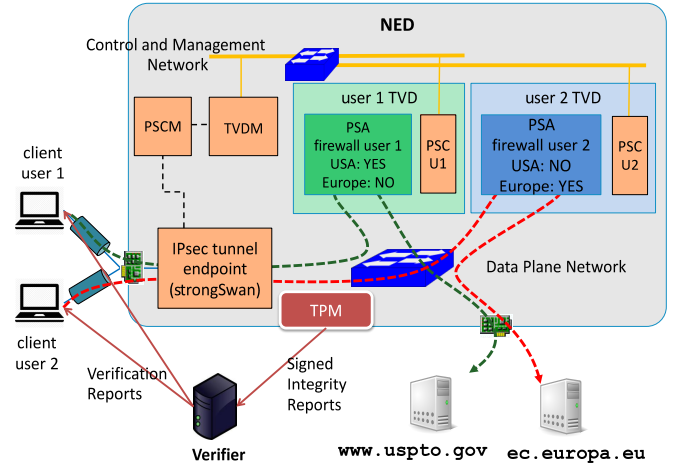 NED
Control and Management
Network
user 1 TVD
user 2 TVD
PSCM
TVDM
PSA
firewall user 1
USA: YES
Europe: NO
PSC
U1
PSA
firewall user 2
USA: NO
Europe: YES
PSC
U2
client
user 1
IPsec tunnel
endpoint
(strongSwan)
Data Plane Network
TPM
client
user 2
Verification
Reports
Signed
Integrity
Reports
Verifier
www.uspto.gov
ec.europa.eu